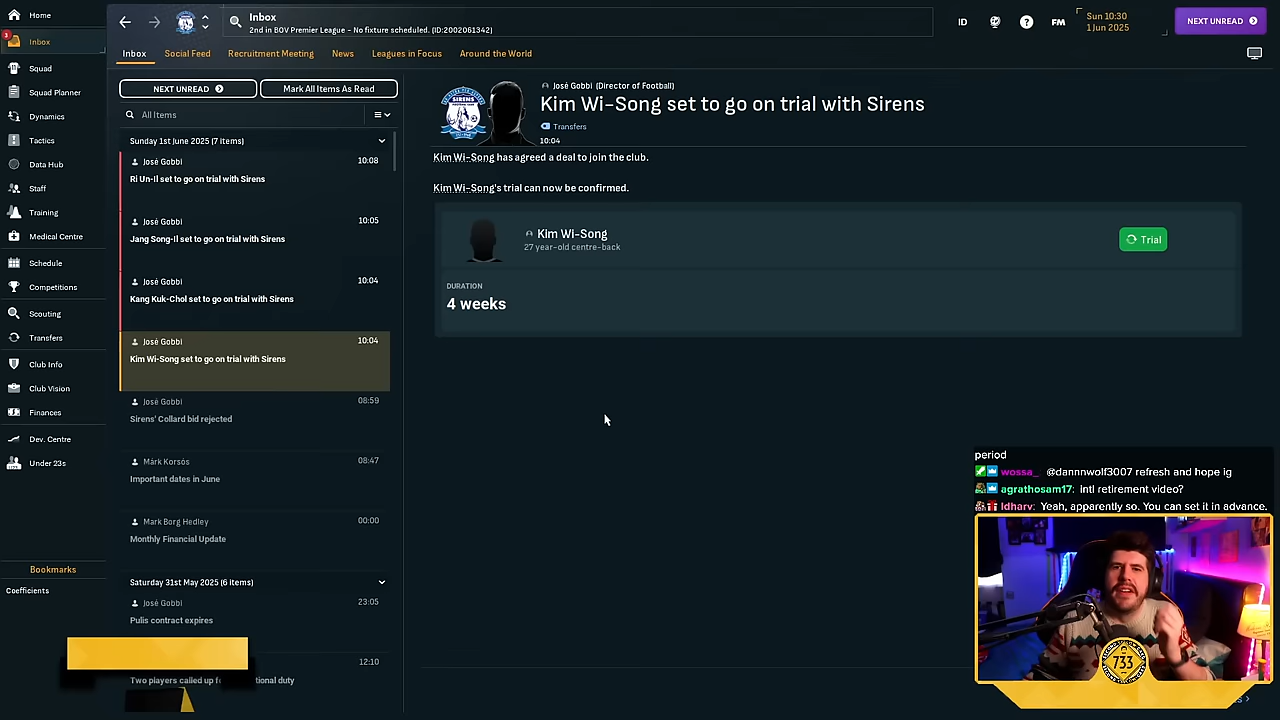 Home
Inbox
3
Squad
Squad Planner
Dynamics
Tactics
Data Hub
Staff
Training
Medical Centre
Schedule
Competitions
Scouting
Transfers
Club Info
Club Vision
Finances
Dev. Centre
Under 23s
Bookmarks
Coefficients
Inbox
2nd in BOV Premier League - No fixture scheduled. (ID:2002061342)
ID
FM
Sun 10:30
1 Jun 2025
NEXT UNREAD
Inbox
Social Feed
Recruitment Meeting
News
Leagues in Focus
Around the World
NEXT UNREAD
Mark All Items As Read
All Items
Sunday 1st June 2025 (7 Items)
José Gobbi 10:08
Ri Un-Il set to go on trial with Sirens
José Gobbi 10:05
Jang Song-Il set to go on trial with Sirens
José Gobbi 10:04
Kang Kuk-Chol set to go on trial with Sirens
José Gobbi 10:04
Kim Wi-Song set to go on trial with Sirens
José Gobbi 08:59
Sirens' Collard bid rejected
Márk Korsós 08:47
Important dates in June
Mark Borg Hedley 00:00
Monthly Financial Update
Saturday 31st May 2025 (6 items)
José Gobbi 23:05
Pulis contract expires
12:10
Two players called up f tional duty
SIRENS
José Gobbi (Director of Football)
Kim Wi-Song set to go on trial with Sirens
Transfers
10:04
Kim Wi-Song has agreed a deal to join the club.
Kim Wi-Song's trial can now be confirmed.
Kim Wi-Song
27 year-old centre-back
Trial
DURATION
4 weeks
period
wossa_ @dannnwolf3007 refresh and hope ig
agrathosam17: Intl retirement video?
ldharv: Yeah, apparently so. You can set it in advance.
733